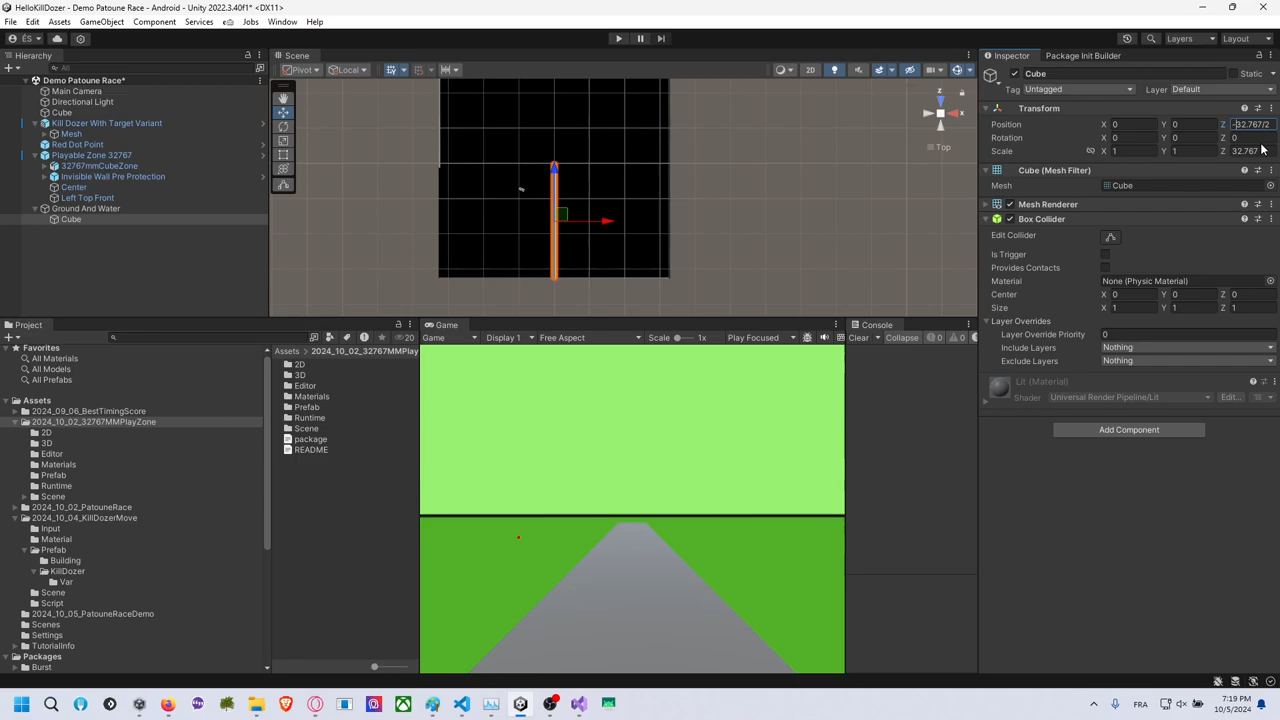 HelloKillDozer - Demo Patoune Race - Android - Unity 2022.3.40f1* <DX11>
File Edit Assets GameObject Component Services Jobs Window Help
ÉS Layers Layout
Hierarchy Scene Inspector Package Init Builder
All
Pivot Local 2D
Demo Patoune Race*
Main Camera
Directional Light
Cube
Kill Dozer With Target Variant
Mesh
Red Dot Point
Playable Zone 32767
32767mmCubeZone
Invisible Wall Pre Protection
Center
Left Top Front
Ground And Water
Cube
z
x
Top
Cube Static
Tag Untagged Layer Default
Transform
Position X 0 Y 0 Z -32.767/2
Rotation X 0 Y 0 Z 0
Scale X 1 Y 1 Z 32.767
Cube (Mesh Filter)
Mesh Cube
Mesh Renderer
Box Collider
Edit Collider
Is Trigger
Provides Contacts
Material None (Physic Material)
Center X 0 Y 0 Z 0
Size X 1 Y 1 Z 1
Layer Overrides
Layer Override Priority 0
Include Layers Nothing
Exclude Layers Nothing
Lit (Material)
Shader Universal Render Pipeline/Lit Edit...
Add Component
Project
20
Favorites
All Materials
All Models
All Prefabs
Assets
2024_09_06_BestTimingScore
2024_10_02_32767MMPlayZone
2D
3D
Editor
Materials
Prefab
Runtime
Scene
2024_10_02_PatouneRace
2024_10_04_KillDozerMove
Input
Material
Prefab
Building
KillDozer
Var
Scene
Script
2024_10_05_PatouneRaceDemo
Scenes
Settings
TutorialInfo
Packages
Burst
Assets 2024_10_02_32767MMPlay
2D
3D
Editor
Materials
Prefab
Runtime
Scene
package
README
Game
Game Display 1 Free Aspect Scale 1x Play Focused
Console
Clear Collapse 0 0
FRA 7:19 PM
10/5/2024